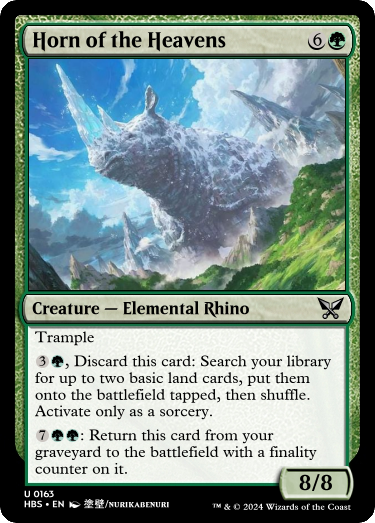 Horn of the Heavens 6
Creature — Elemental Rhino
Trample
3, Discard this card: Search your library
for up to two basic land cards, put them
onto the battlefield tapped, then shuffle.
Activate only as a sorcery.
7: Return this card from your
graveyard to the battlefield with a finality
counter on it.
8/8
U 0163
HBS • EN 塗壁/NURIKABENURI
™ & © 2024 Wizards of the Coast